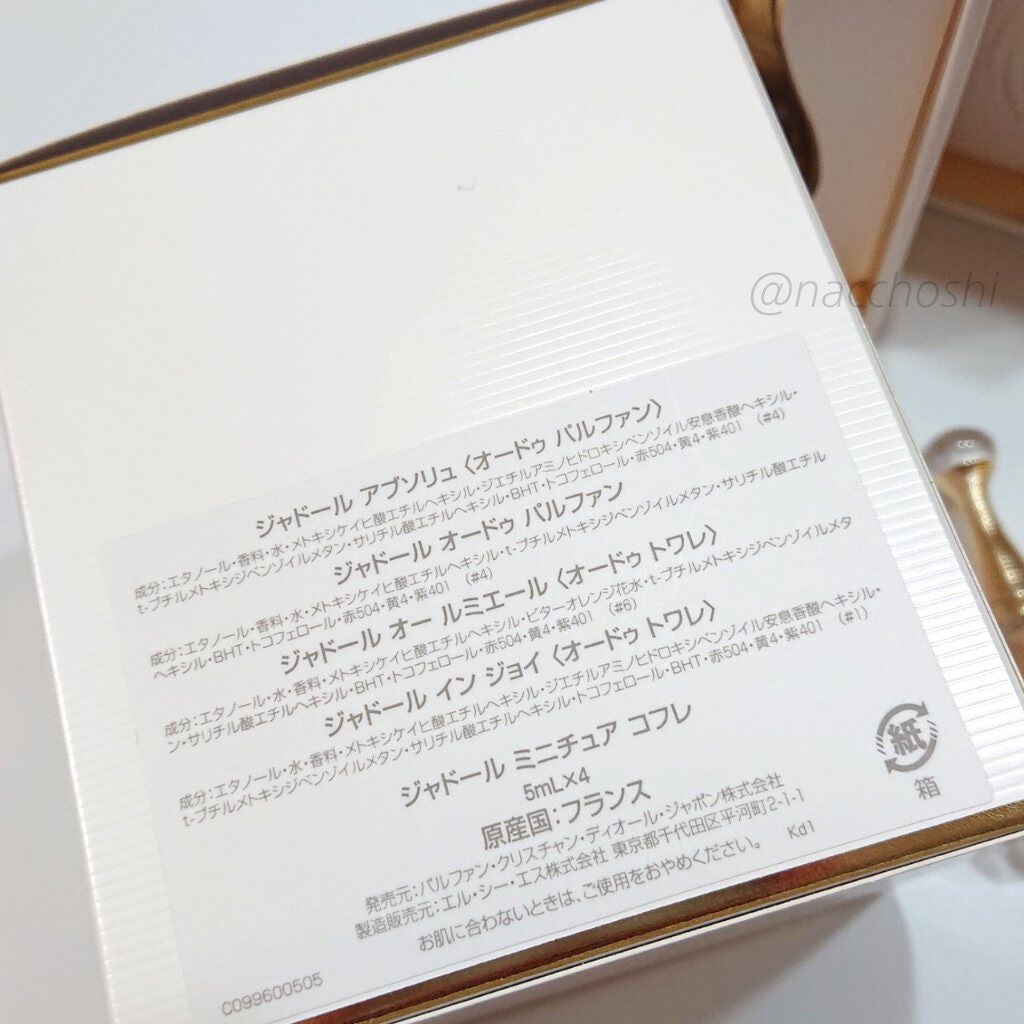 @nacchoshi
ジャドール アブソリュ〈オードゥ パルファン〉
成分：エタノール・香料・水・メトキシケイヒ酸エチルヘキシル・ジエチルアミノヒドロキシベンゾイル安息香酸ヘキシル・
t-ブチルメトキシジベンゾイルメタン・サリチル酸エチルヘキシル・BHT・トコフェロール・赤504・黄4・紫401 (#4)
ジャドール オードゥ パルファン
成分：エタノール・香料・水・メトキシケイヒ酸エチルヘキシル・t-ブチルメトキシジベンゾイルメタン・サリチル酸エチル
ヘキシル・BHT・トコフェロール・赤504・黄4・紫401 (#4)
ジャドール オー ルミエール〈オードゥ トワレ〉
成分：エタノール・水・香料・メトキシケイヒ酸エチルヘキシル・ビターオレンジ花水・t-ブチルメトキシジベンゾイルメタ
ン・サリチル酸エチルヘキシル・BHT・トコフェロール・赤504・黄4・紫401 (#6)
ジャドール イン ジョイ〈オードゥ トワレ〉
成分：エタノール・水・香料・メトキシケイヒ酸エチルヘキシル・ジエチルアミノヒドロキシベンゾイル安息香酸ヘキシル・
t-ブチルメトキシジベンゾイルメタン・サリチル酸エチルヘキシル・トコフェロール・BHT・赤504・黄4・紫401 (#1)
ジャドール ミニチュア コフレ
5mL×4
原産国：フランス
発売元：パルファン・クリスチャン・ディオール・ジャポン株式会社
製造販売元：エル・シー・エス株式会社 東京都千代田区平河町2-1-1
お肌に合わないときは、ご使用をおやめください。 Kd1
紙
箱
C099600505